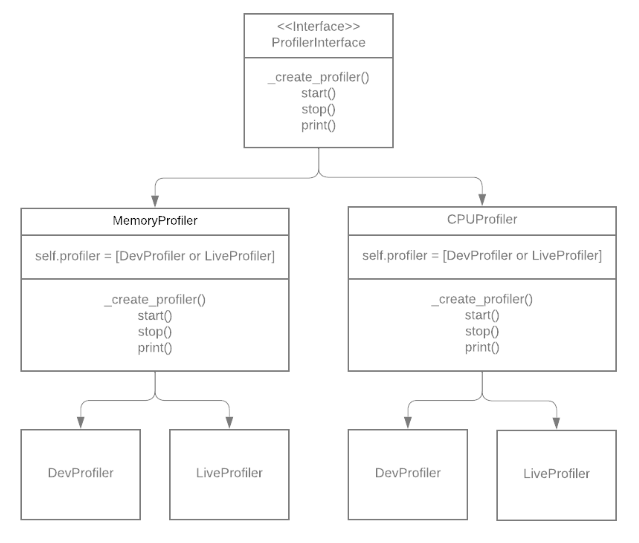 <<Interface>>
ProfilerInterface
_create_profiler()
start()
stop()
print()
MemoryProfiler
self.profiler = [DevProfiler or LiveProfiler]
_create_profiler()
start()
stop()
print()
CPUProfiler
self.profiler = [DevProfiler or LiveProfiler]
_create_profiler()
start()
stop()
print()
DevProfiler
LiveProfiler
DevProfiler
LiveProfiler